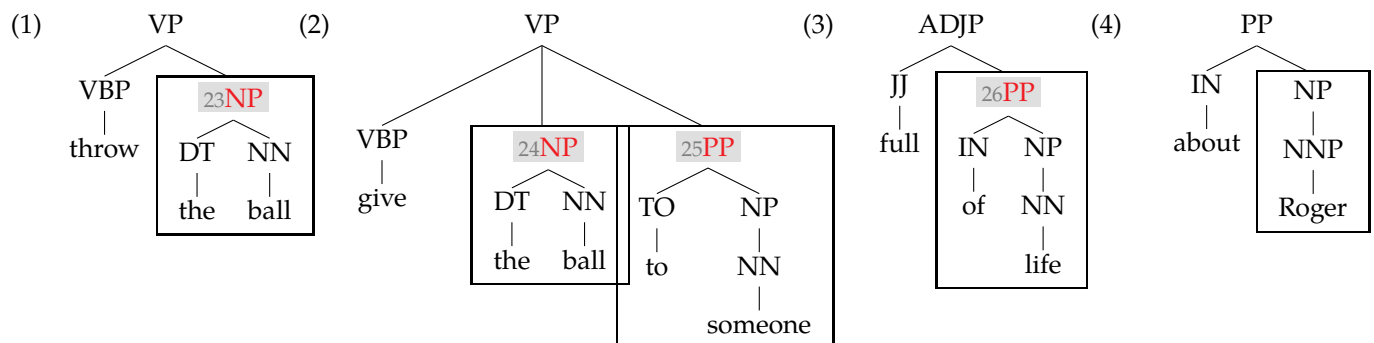 (1) VP (2) VP (3) ADJP (4) PP
VBP 23NP JJ 26PP IN NP
throw DT NN VBP 24NP 25PP full IN NP about NNP
the ball give DT NN TO NP of NN Roger
the ball to NN life
someone